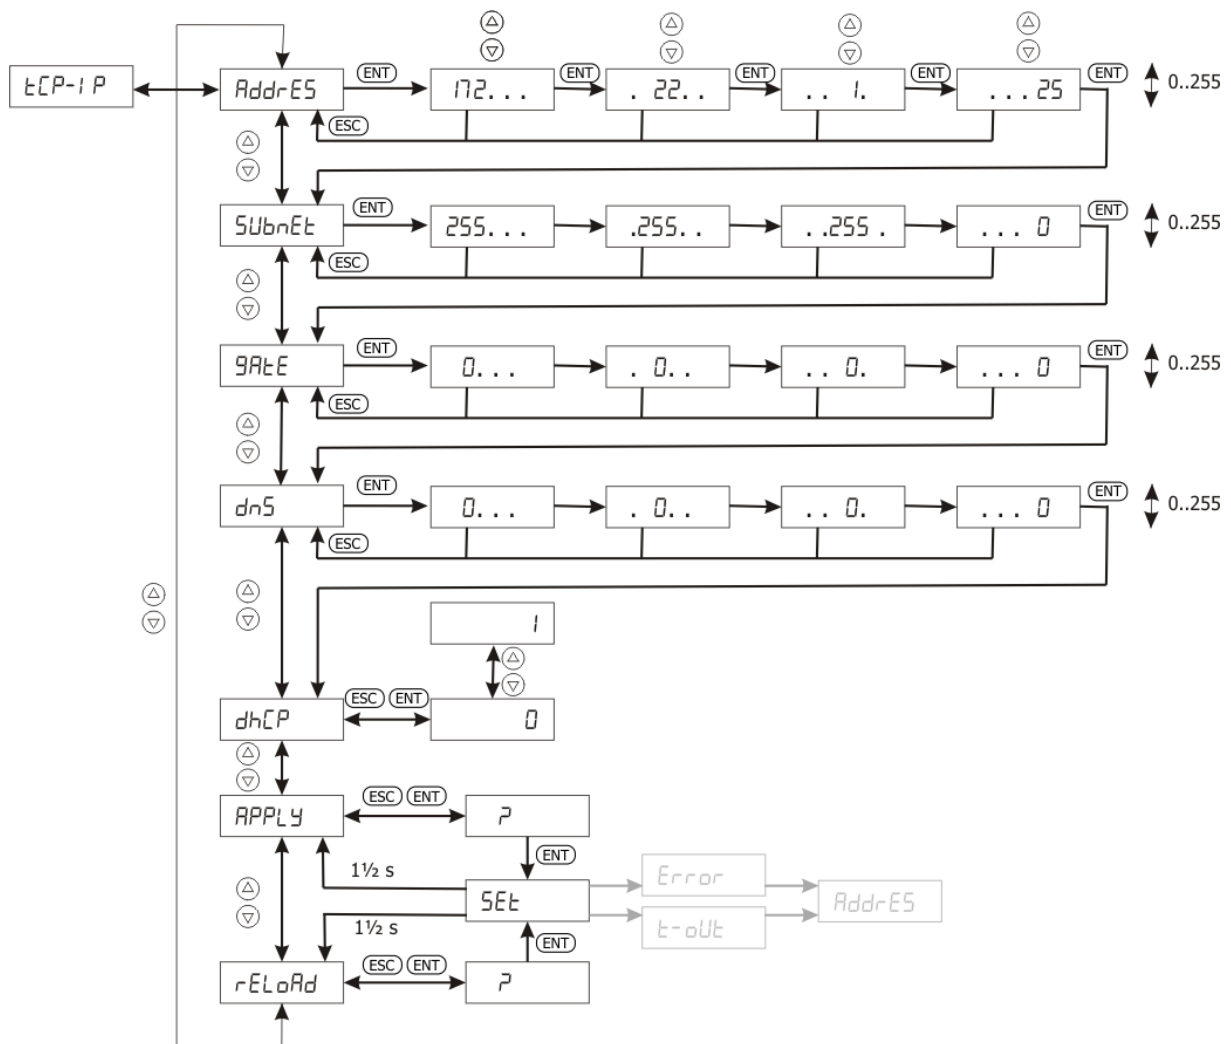 tCP-IP
AddrES
ENT
172...
ENT
. 22. .
ENT
. . 1.
ENT
. . . 25
ENT
0..255
ESC
SUbnEt
ENT
255. . .
.255. .
. .255 .
. . . 0
ENT
0..255
ESC
gAtE
ENT
0. . .
. 0. .
. . 0.
. . . 0
ENT
0..255
ESC
dnS
ENT
0. . .
. 0. .
. . 0.
. . . 0
ENT
0..255
ESC
1
dhCP
ESC ENT
0
APPLY
ESC ENT
?
ENT
1½ s
SEt
Error
AddrES
t-oUt
1½ s
ENT
rELoAd
ESC ENT
?